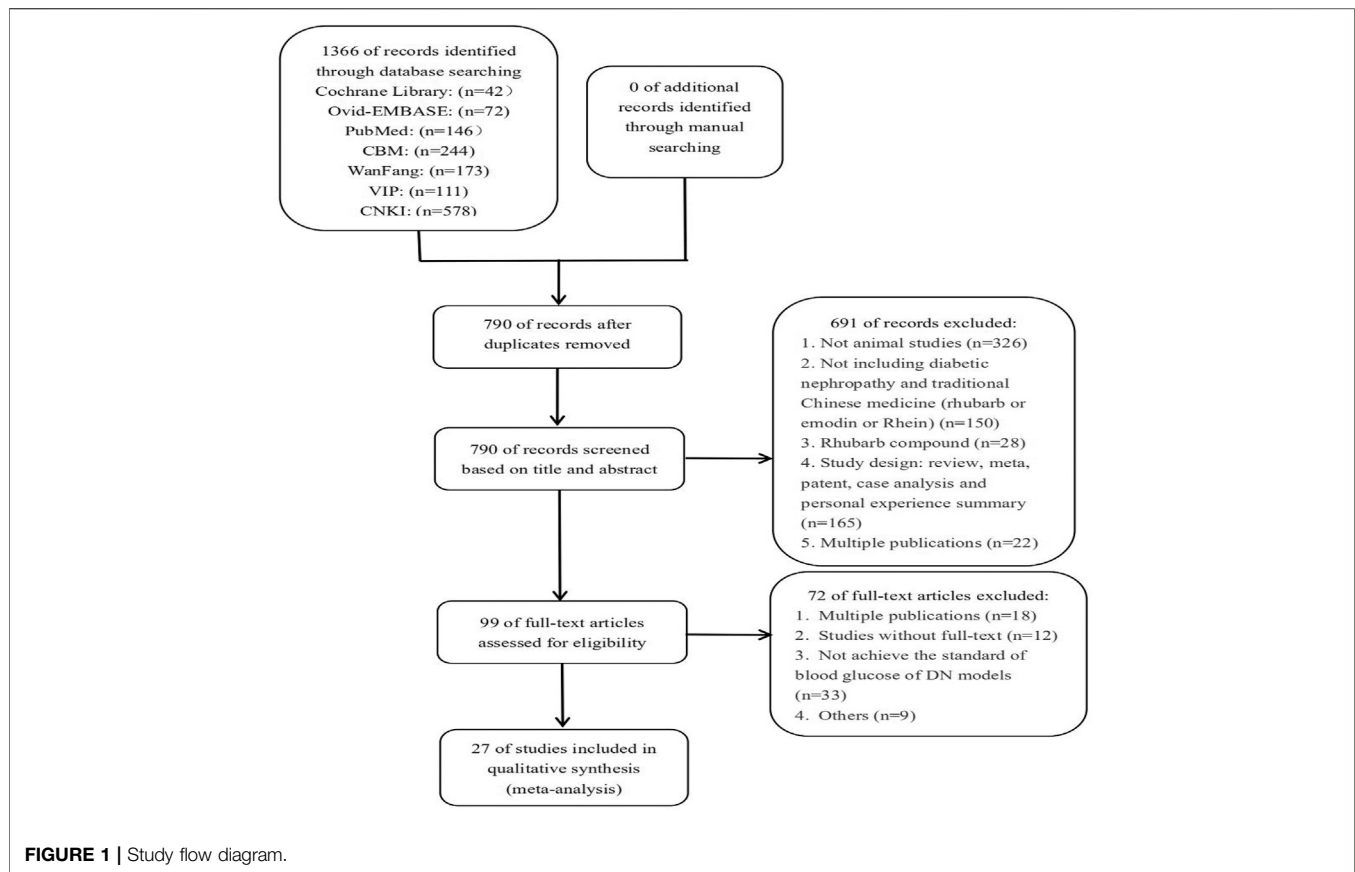 1366 of records identified
through database searching
Cochrane Library: (n=42）
Ovid-EMBASE: (n=72)
PubMed: (n=146）
CBM: (n=244)
WanFang: (n=173)
VIP: (n=111)
CNKI: (n=578)
0 of additional
records identified
through manual
searching
790 of records after
duplicates removed
691 of records excluded:
1. Not animal studies (n=326)
2. Not including diabetic
nephropathy and traditional
Chinese medicine (rhubarb or
emodin or Rhein) (n=150)
3. Rhubarb compound (n=28)
4. Study design: review, meta,
patent, case analysis and
personal experience summary
(n=165)
5. Multiple publications (n=22)
790 of records screened
based on title and abstract
72 of full-text articles excluded:
1. Multiple publications (n=18)
2. Studies without full-text (n=12)
3. Not achieve the standard of
blood glucose of DN models
(n=33)
4. Others (n=9)
99 of full-text articles
assessed for eligibility
27 of studies included in
qualitative synthesis
(meta-analysis)
FIGURE 1 | Study flow diagram.